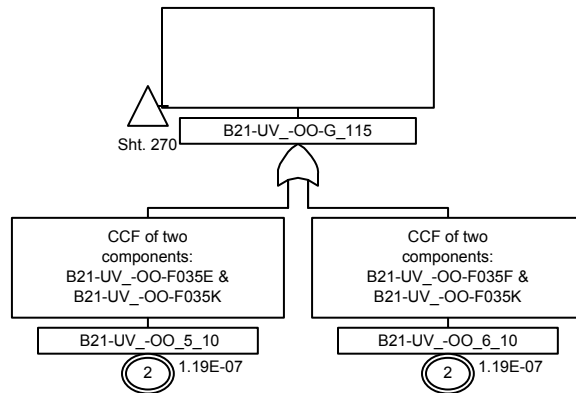 Sht. 270
B21-UV_-OO-G_115
CCF of two
components:
B21-UV_-OO-F035E &
B21-UV_-OO-F035K
B21-UV_-OO_5_10
2
1.19E-07
CCF of two
components:
B21-UV_-OO-F035F &
B21-UV_-OO-F035K
B21-UV_-OO_6_10
2
1.19E-07